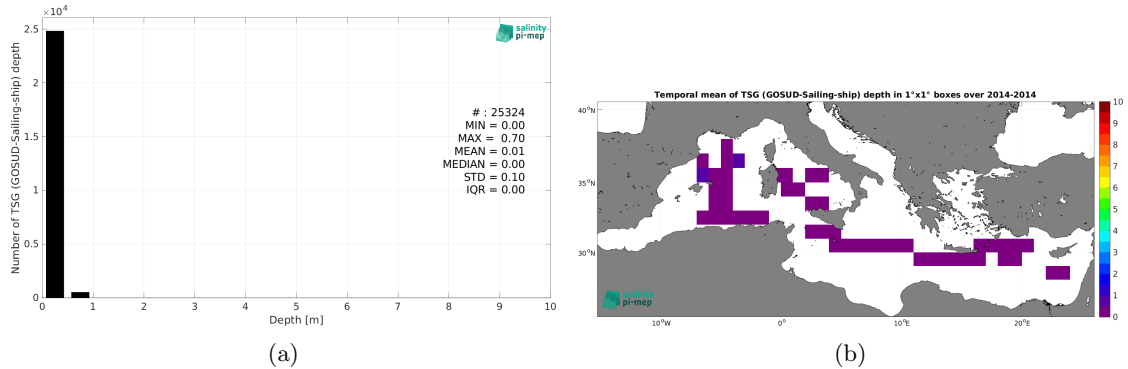 ×10⁴
2.5
2
1.5
1
0.5
0
0 1 2 3 4 5 6 7 8 9 10
Number of TSG (GOSUD-Sailing-ship) depth
Depth [m]
salinity
pi-mep
# : 25324
MIN = 0.00
MAX = 0.70
MEAN = 0.01
MEDIAN = 0.00
STD = 0.10
IQR = 0.00
(a)
Temporal mean of TSG (GOSUD-Sailing-ship) depth in 1°x1° boxes over 2014-2014
40°N
35°N
30°N
10°W 0° 10°E 20°E
salinity
pi-mep
10
9
8
7
6
5
4
3
2
1
0
(b)